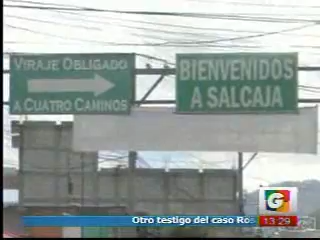 VIRAJE OBLIGADO
A CUATRO CAMINOS
BIENVENIDOS
A SALCAJA
G
Otro testigo del caso Ros
13:29